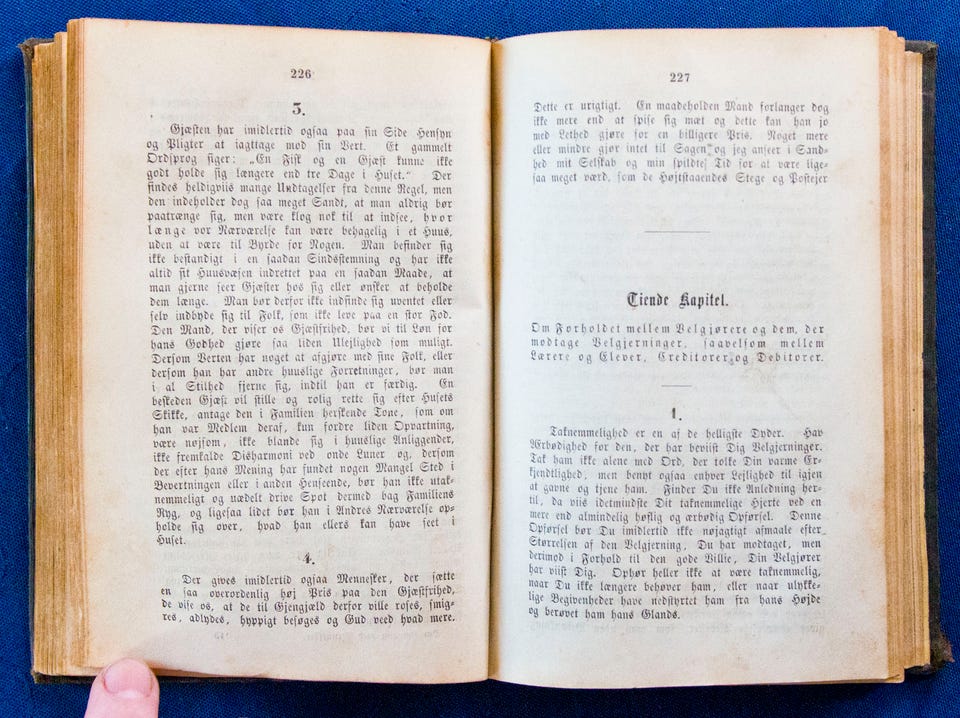 226
3.
Gjæsten har imidlertid ogsaa paa sin Side Hensyn
og Pligter at iagttage mod sin Vert. Et gammelt
Ordsprog siger: „En Fisk og en Gjæst kunne ikke
godt holde sig længere end tre Dage i Huset.“ Der
findes heldigviis mange Undtagelser fra denne Regel, men
den indeholder dog saa meget Sandt, at man aldrig bør
paatrænge sig, men være klog nok til at indsee, hvor
længe vor Nærværelse kan være behagelig i et Huus,
uden at være til Byrde for Nogen. Man befinder sig
ikke bestandigt i en saadan Sindsstemning og har ikke
altid sit Huusvæsen indrettet paa en saadan Maade, at
man gjerne seer Gjæster hos sig eller ønsker at beholde
dem længe. Man bør derfor ikke indfinde sig uventet eller
selv indbyde sig til Folk, som ikke leve paa en stor Fod.
Den Mand, der viser os Gjæstfrihed, bør vi til Løn for
hans Godhed gjøre saa liden Ulejlighed som muligt.
Dersom Verten har noget at afgjøre med sine Folk, eller
dersom han har andre huuslige Forretninger, bør man
i al Stilhed fjerne sig, indtil han er færdig. En
beskeden Gjæst vil stille og rolig rette sig efter Husets
Skikke, antage den i Familien herskende Tone, som om
han var Medlem deraf, kun fordre liden Opvartning,
være nøjsom, ikke blande sig i huuslige Anliggender,
ikke fremkalde Disharmoni ved onde Luner og, dersom
der efter hans Mening har fundet nogen Mangel Sted i
Bevertningen eller i anden Henseende, bør han ikke utak-
nemmeligt og uædelt drive Spot dermed bag Familiens
Ryg, og ligesaa lidet bør han i Andres Nærværelse op-
holde sig over, hvad han ellers kan have seet i
Huset.
4.
Der gives imidlertid ogsaa Mennesker, der sætte
en saa overordenlig høj Pris paa den Gjæstfrihed,
de vise os, at de til Gjengjæld derfor ville roses, smig-
res, adlydes, hyppigt besøges og Gud veed hvad mere.
227
Dette er urigtigt. En maadeholden Mand forlanger dog
ikke mere end at spise sig mæt og dette kan han jo
med Lethed gjøre for en billigere Pris. Noget mere
eller mindre gjør intet til Sagen, og jeg anseer i Sand-
hed mit Selskab og min spildte Tid for at være lige-
saa meget værd, som de Højtstaaendes Stege og Postejer
Tiende Kapitel.
Om Forholdet mellem Velgjørere og dem, der
modtage Velgjerninger, saavelsom mellem
Lærere og Elever, Creditorer og Debitorer.
1.
Taknemmelighed er en af de helligste Dyder. Hav
Ærbødighed for den, der har beviist Dig Velgjerninger.
Tak ham ikke alene med Ord, der tolke Din varme Er-
kjendtlighed, men benyt ogsaa enhver Lejlighed til igjen
at gavne og tjene ham. Finder Du ikke Anledning her-
til, da viis idetmindste Dit taknemmelige Hjerte ved en
mere end almindelig høflig og ærbødig Opførsel. Denne
Opførsel bør Du imidlertid ikke nøjagtigt afmaale efter
Størrelsen af den Velgjerning, Du har modtaget, men
derimod i Forhold til den gode Villie, Din Velgjører
har viist Dig. Ophør heller ikke at være taknemmelig,
naar Du ikke længere behøver ham, eller naar ulykke-
lige Begivenheder have nedstyrtet ham fra hans Højde
og berøvet ham hans Glands.